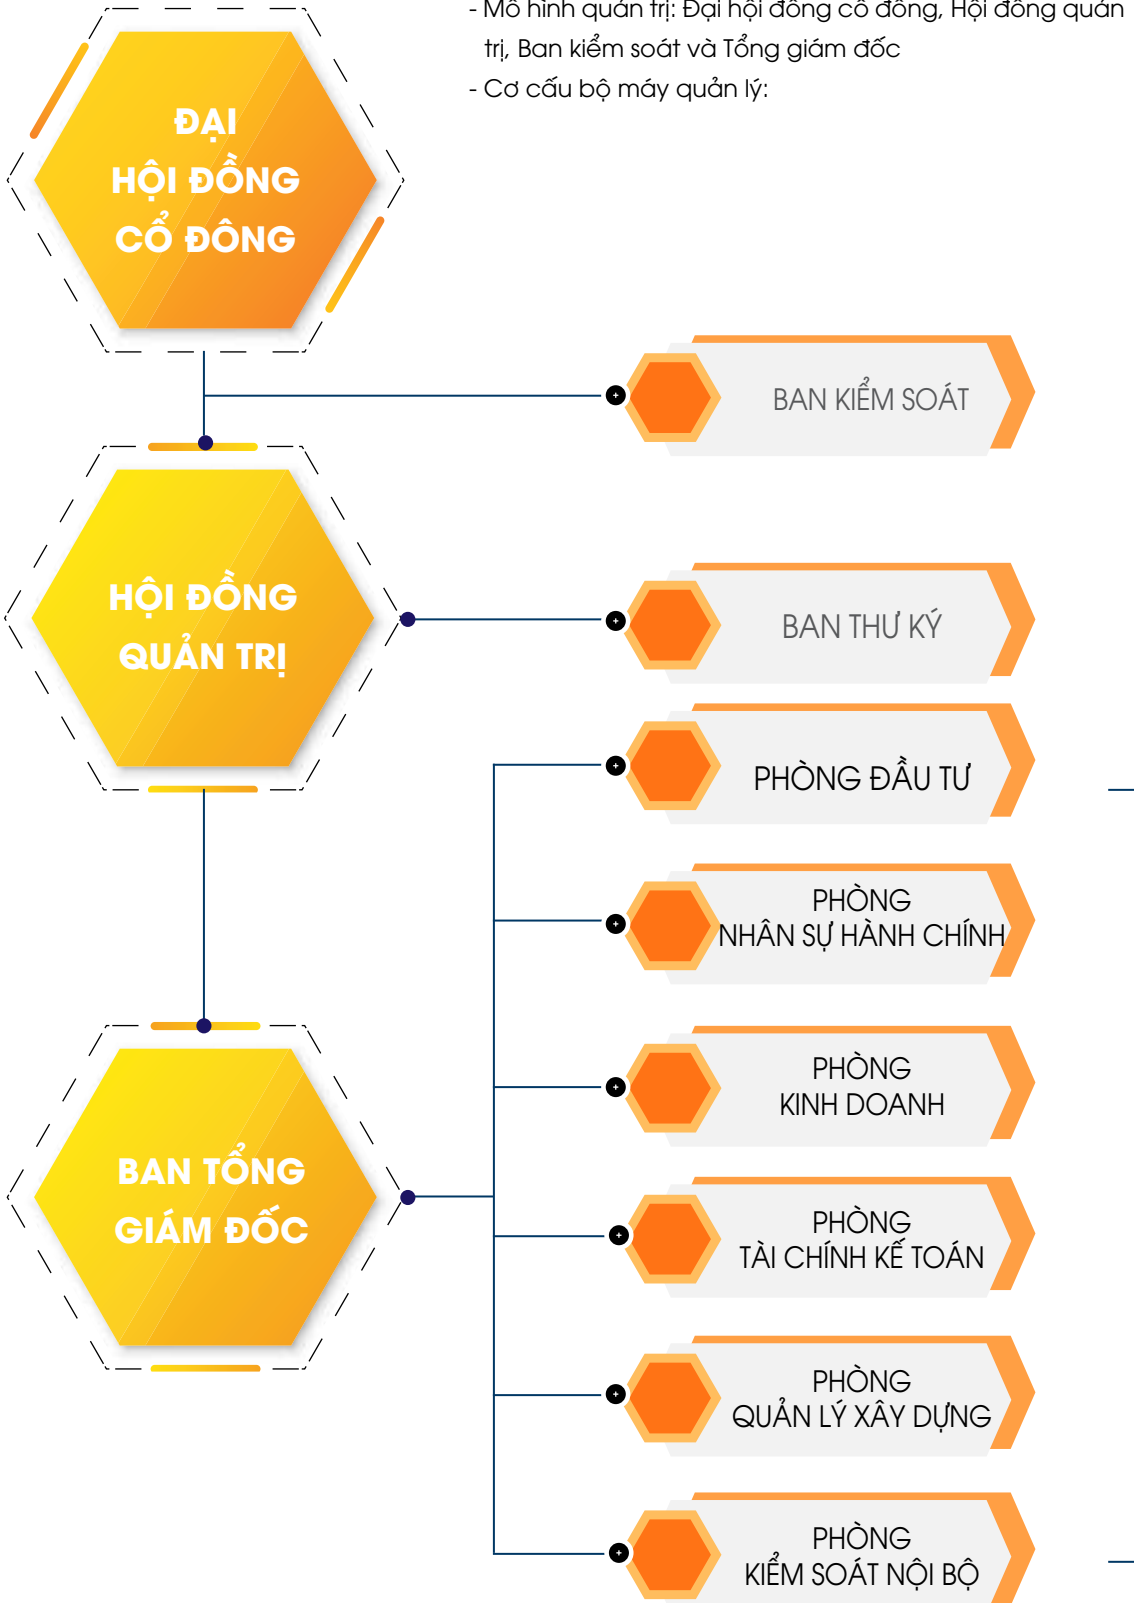 - Mô hình quản trị: Đại hội đồng cổ đông, Hội đồng quản
trị, Ban kiểm soát và Tổng giám đốc
- Cơ cấu bộ máy quản lý:
ĐẠI
HỘI ĐỒNG
CỔ ĐÔNG
BAN KIỂM SOÁT
HỘI ĐỒNG
QUẢN TRỊ
BAN THƯ KÝ
PHÒNG ĐẦU TƯ
PHÒNG
NHÂN SỰ HÀNH CHÍNH
PHÒNG
KINH DOANH
BAN TỔNG
GIÁM ĐỐC
PHÒNG
TÀI CHÍNH KẾ TOÁN
PHÒNG
QUẢN LÝ XÂY DỰNG
PHÒNG
KIỂM SOÁT NỘI BỘ